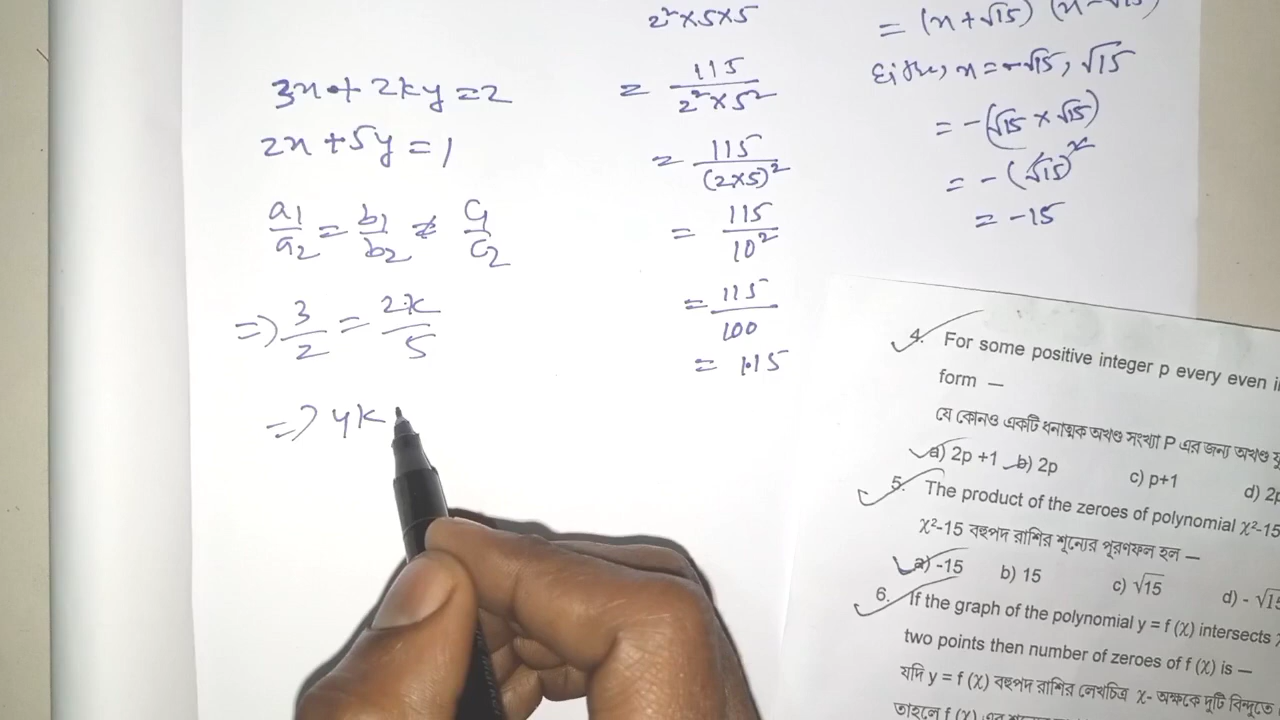 3x + 2ky = 2
2x + 5y = 1
a1/a2 = b1/b2 ≠ c1/c2
=> 3/2 = 2k/5
=> 4k
2² × 5 × 5
= 115/2² × 5²
= 115/(2×5)²
= 115/10²
= 115/100
= 1.15
= (x + √15) (x - √15)
Either, x = -√15, √15
= -(√15 × √15)
= -(√15)²
= -15
4. For some positive integer p every even
form —
যে কোনও একটি ধনাত্মক অখণ্ড সংখ্যা P এর জন্য অখণ্ড
a) 2p +1 b) 2p c) p+1 d)
5. The product of the zeroes of polynomial χ²-15
χ²-15 বহুপদ রাশির শূন্যের পূরণফল হল —
a) -15 b) 15 c) √15 d) - √15
6. If the graph of the polynomial y = f (χ) intersects
two points then number of zeroes of f (χ) is —
যদি y = f (χ) বহুপদ রাশির লেখচিত্র χ- অক্ষকে দুটি বিন্দুতে
তাহলে f (χ) এর